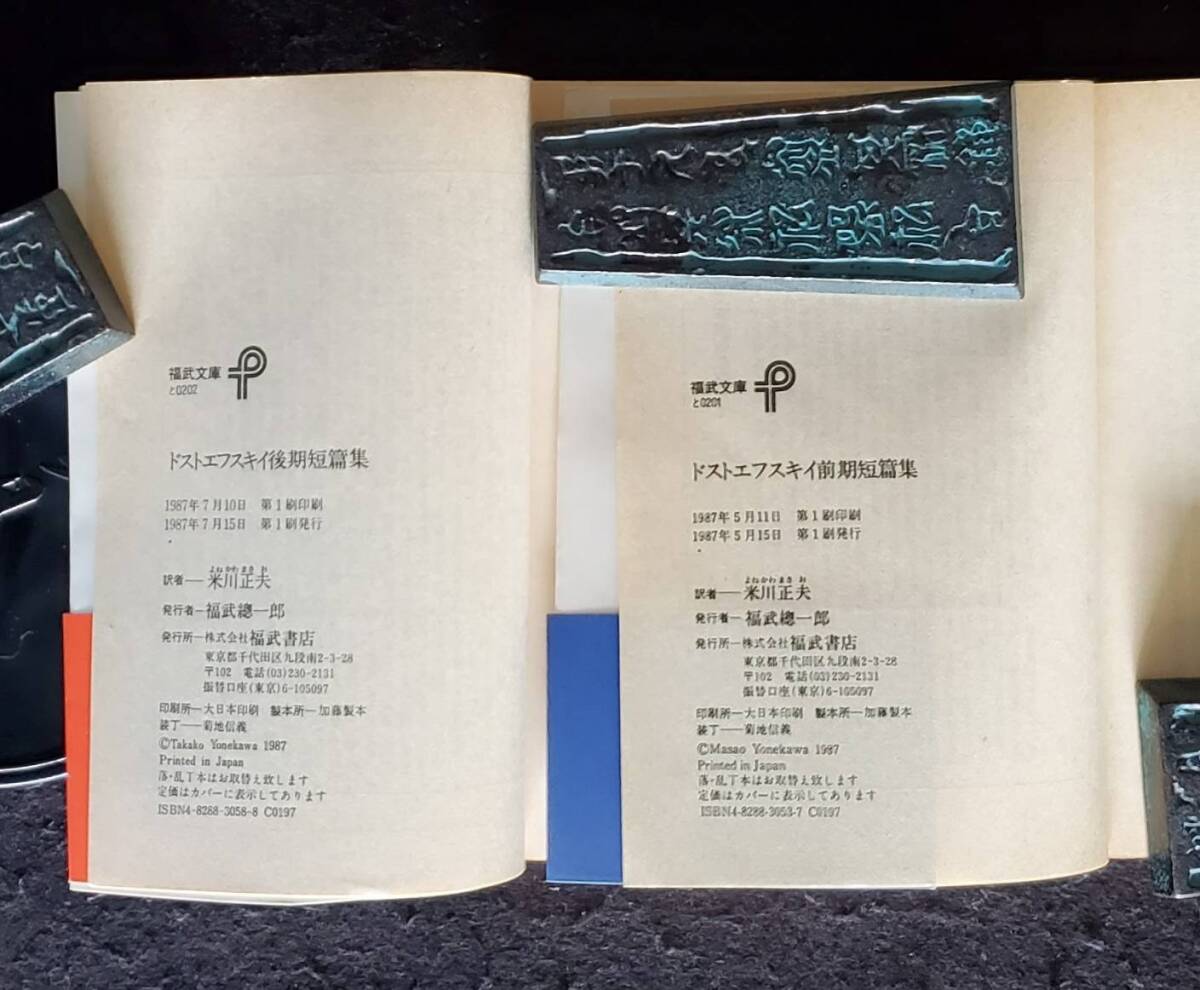 福武文庫
と0202
ドストエフスキイ後期短篇集
1987年7月10日 第1刷印刷
1987年7月15日 第1刷発行
訳者―米川正夫
よねかわまさお
発行者―福武總一郎
発行所―株式会社福武書店
東京都千代田区九段南2-3-28
〒102 電話(03)230-2131
振替口座(東京)6-105097
印刷所―大日本印刷 製本所―加藤製本
装丁――菊地信義
©Takako Yonekawa 1987
Printed in Japan
落・乱丁本はお取替え致します
定価はカバーに表示してあります
ISBN4-8288-3058-8 C0197
福武文庫
と0201
ドストエフスキイ前期短篇集
1987年5月11日 第1刷印刷
1987年5月15日 第1刷発行
よねかわまさお
訳者――米川正夫
発行者―福武總一郎
発行所―株式会社福武書店
東京都千代田区九段南2-3-28
〒102 電話(03)230-2131
振替口座(東京)6-105097
印刷所―大日本印刷 製本所―加藤製本
装丁――菊地信義
©Masao Yonekawa 1987
Printed in Japan
落・乱丁本はお取替え致します
定価はカバーに表示してあります
ISBN4-8288-3053-7 C0197